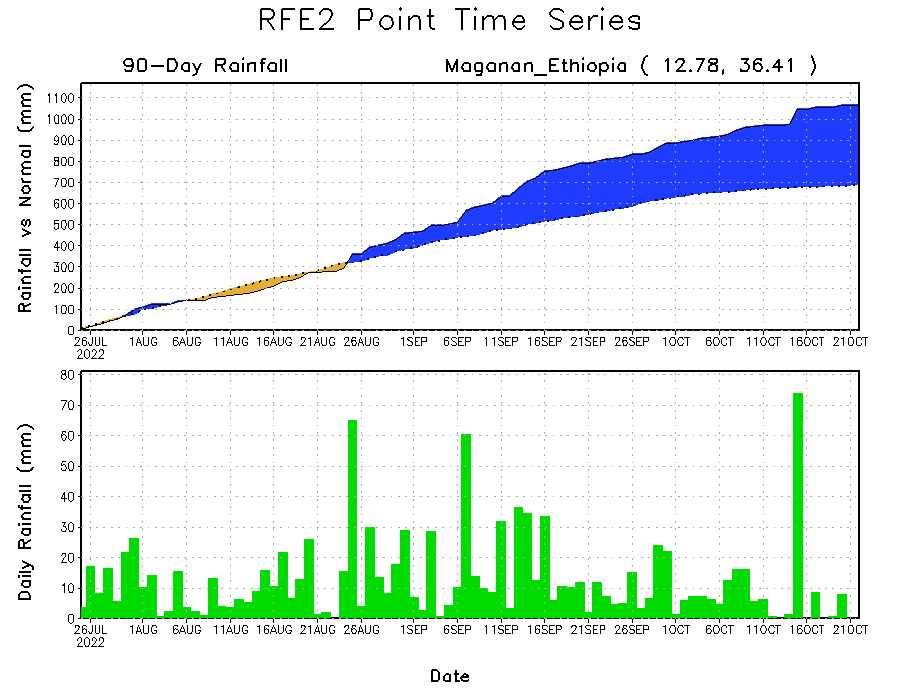 RFE2 Point Time Series
90-Day Rainfall
Maganan_Ethiopia ( 12.78, 36.41 )
Rainfall vs Normal (mm)
1100
1000
900
800
700
600
500
400
300
200
100
0
26JUL 1AUG 6AUG 11AUG 16AUG 21AUG 26AUG 1SEP 6SEP 11SEP 16SEP 21SEP 26SEP 1OCT 6OCT 11OCT 16OCT 21OCT
2022
Daily Rainfall (mm)
80
70
60
50
40
30
20
10
0
26JUL 1AUG 6AUG 11AUG 16AUG 21AUG 26AUG 1SEP 6SEP 11SEP 16SEP 21SEP 26SEP 1OCT 6OCT 11OCT 16OCT 21OCT
2022
Date